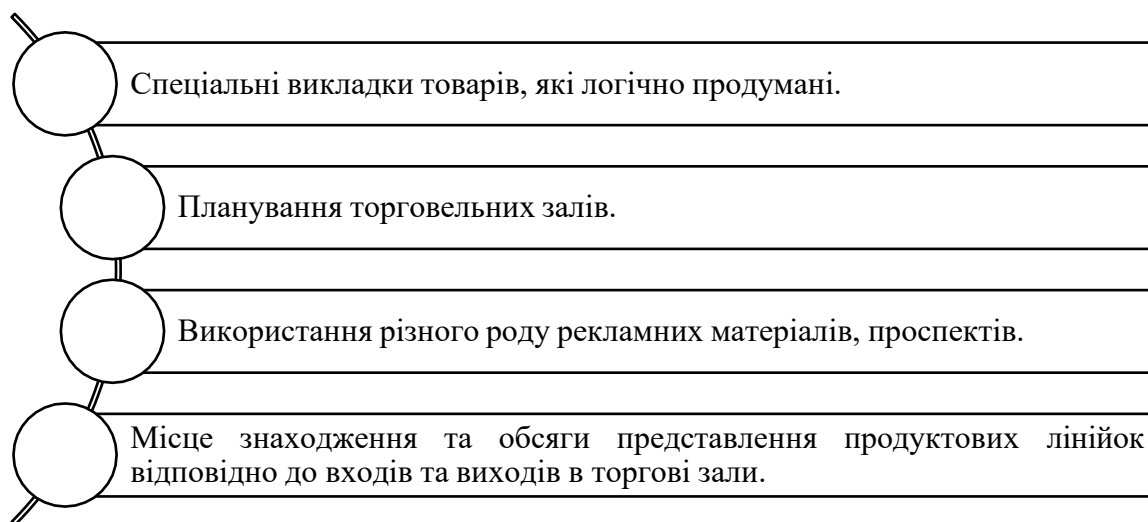 Спеціальні викладки товарів, які логічно продумані.
Планування торговельних залів.
Використання різного роду рекламних матеріалів, проспектів.
Місце знаходження та обсяги представлення продуктових лінійок
відповідно до входів та виходів в торгові зали.